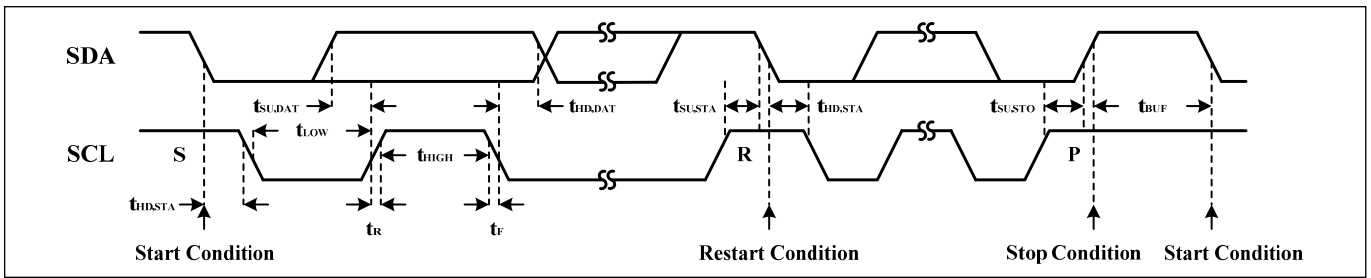 SDA
tSU,DAT
tHD,DAT
tSU,STA
tHD,STA
tSU,STO
tBUF
tLOW
SCL
S
tHIGH
R
P
tHD,STA
tR
tF
Start Condition
Restart Condition
Stop Condition
Start Condition